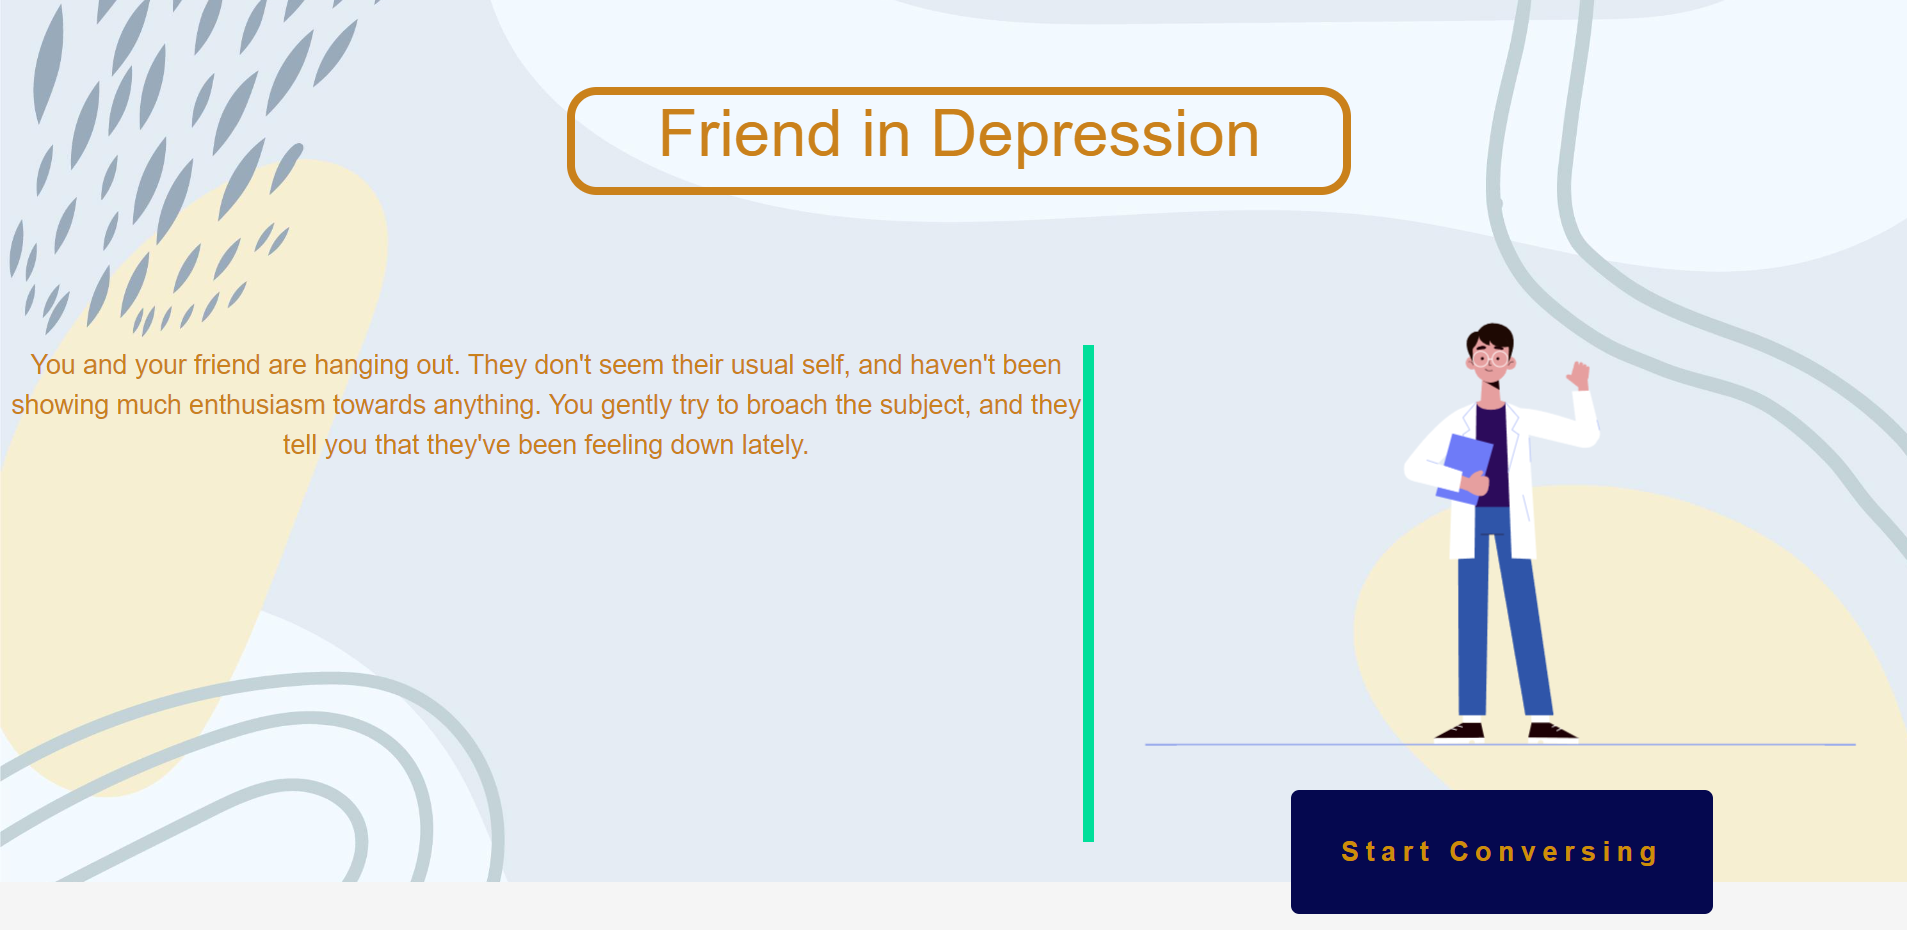 Friend in Depression
You and your friend are hanging out. They don't seem their usual self, and haven't been
showing much enthusiasm towards anything. You gently try to broach the subject, and they
tell you that they've been feeling down lately.
Start Conversing